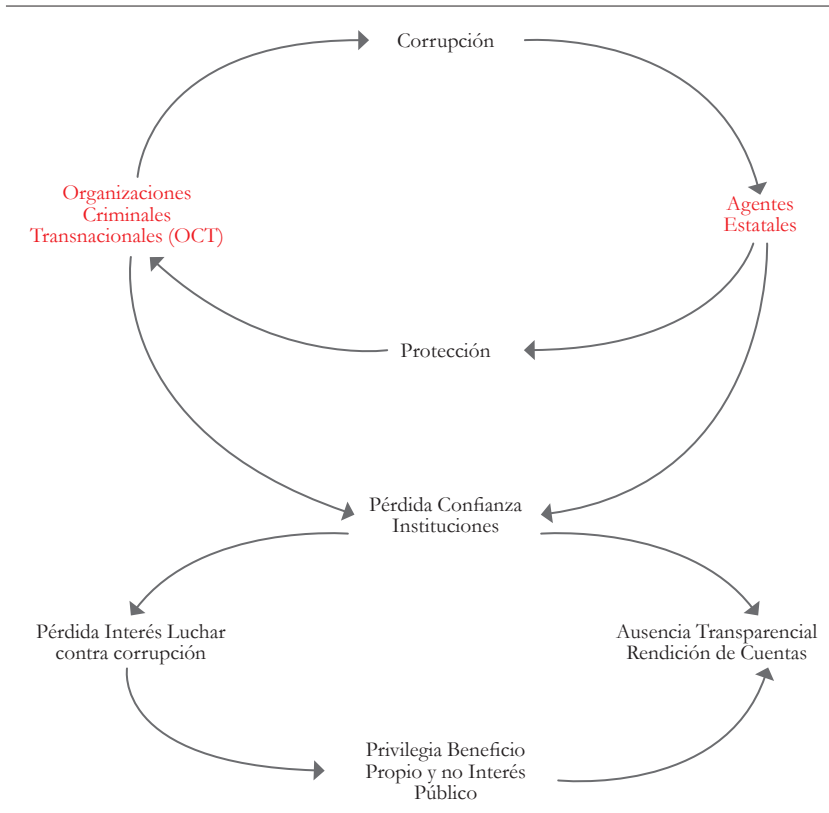 Corrupción
Organizaciones
Criminales
Transnacionales (OCT)
Agentes
Estatales
Protección
Pérdida Confianza
Instituciones
Pérdida Interés Luchar
contra corrupción
Ausencia Transparencial
Rendición de Cuentas
Privilegia Beneficio
Propio y no Interés
Público